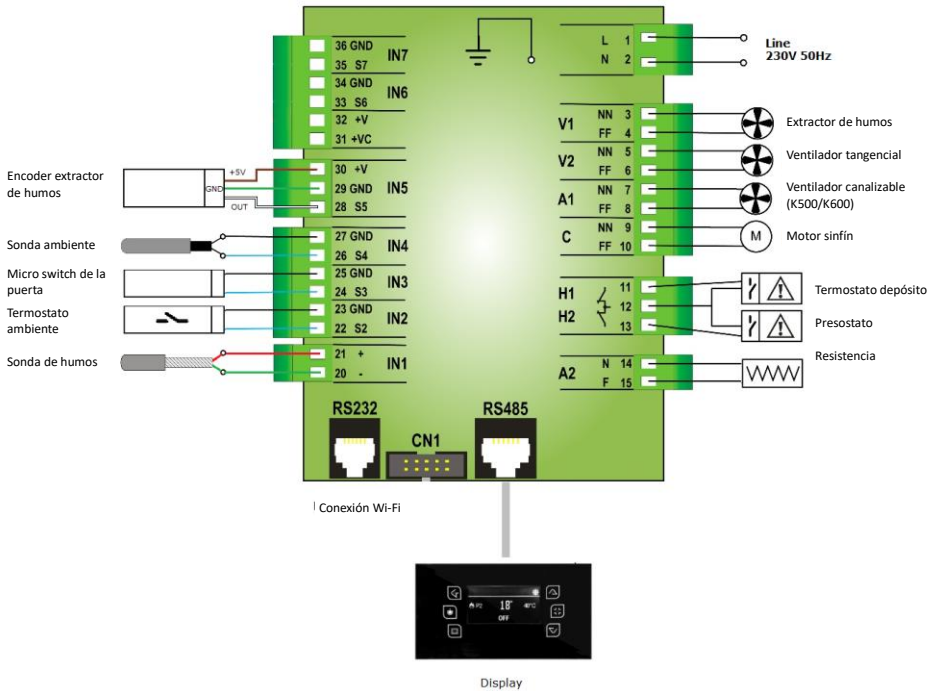 36 GND
35 S7
IN7
34 GND
33 S6
IN6
32 +V
31 +VC
30 +V
29 GND
28 S5
IN5
27 GND
26 S4
IN4
25 GND
24 S3
IN3
23 GND
22 S2
IN2
21 +
20 -
IN1
Encoder extractor
de humos
+5V
GND
OUT
Sonda ambiente
Micro switch de la
puerta
Termostato
ambiente
Sonda de humos
L 1
N 2
Line
230V 50Hz
V1
NN 3
FF 4
Extractor de humos
V2
NN 5
FF 6
Ventilador tangencial
A1
NN 7
FF 8
Ventilador canalizable
(K500/K600)
C
NN 9
FF 10
M
Motor sinfín
H1
H2
11
12
13
Termostato depósito
Presostato
A2
N 14
F 15
Resistencia
RS232
CN1
RS485
Conexión Wi-Fi
P2
18°
40°C
OFF
Display